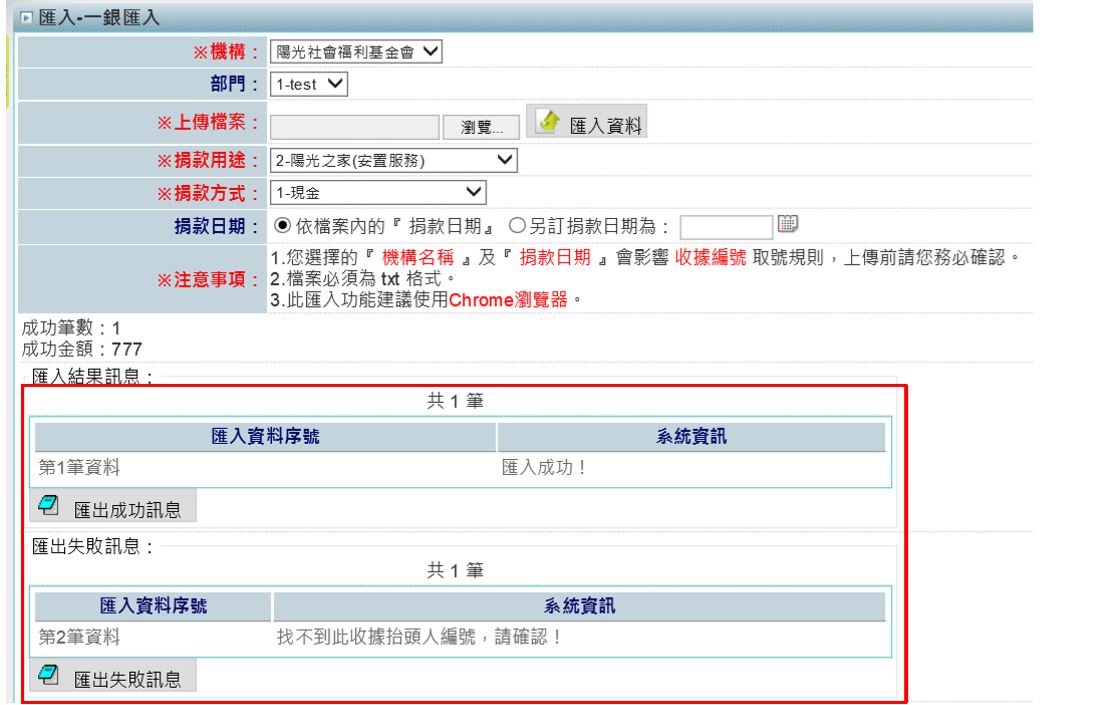 匯入-一銀匯入
※機構： 陽光社會福利基金會
部門： 1-test
※上傳檔案： 瀏覽... 匯入資料
※捐款用途： 2-陽光之家(安置服務)
※捐款方式： 1-現金
捐款日期： 依檔案內的『 捐款日期』 另訂捐款日期為：
1.您選擇的『 機構名稱 』及『 捐款日期 』會影響 收據編號 取號規則，上傳前請您務必確認。
※注意事項： 2.檔案必須為 txt 格式。
3.此匯入功能建議使用Chrome瀏覽器。
成功筆數：1
成功金額：777
匯入結果訊息：
共 1 筆
匯入資料序號 系統資訊
第1筆資料 匯入成功！
匯出成功訊息
匯出失敗訊息：
共 1 筆
匯入資料序號 系統資訊
第2筆資料 找不到此收據抬頭人編號，請確認！
匯出失敗訊息